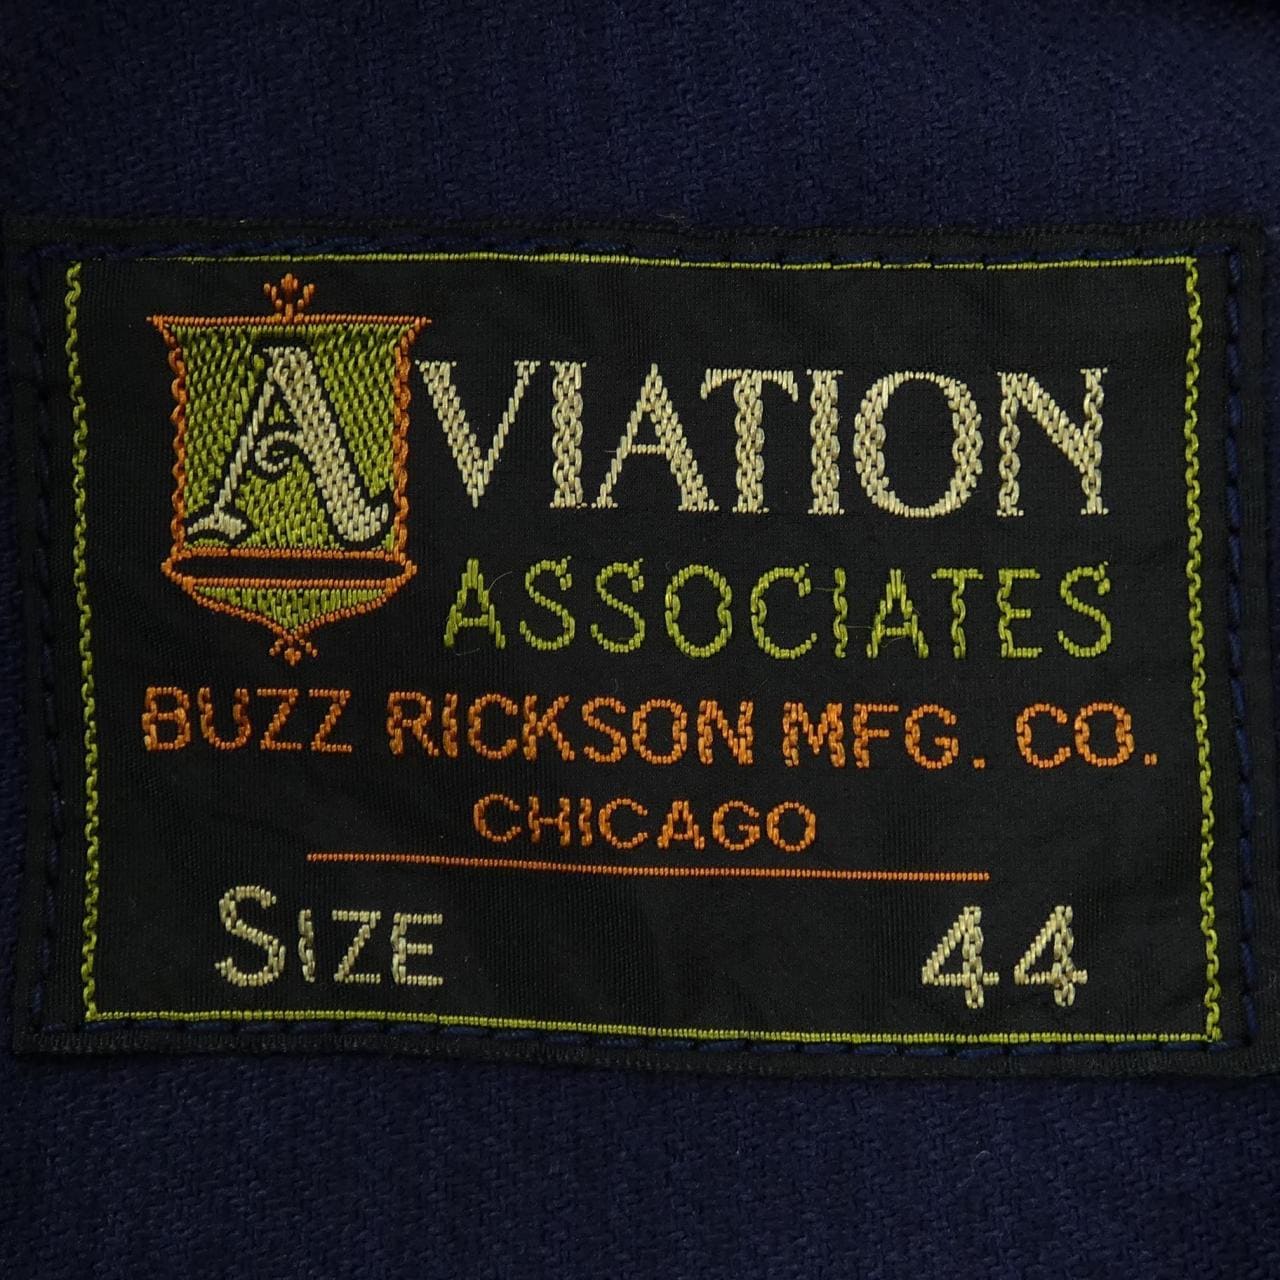 AVIATION
ASSOCIATES
BUZZ RICKSON MFG. CO.
CHICAGO
SIZE 44